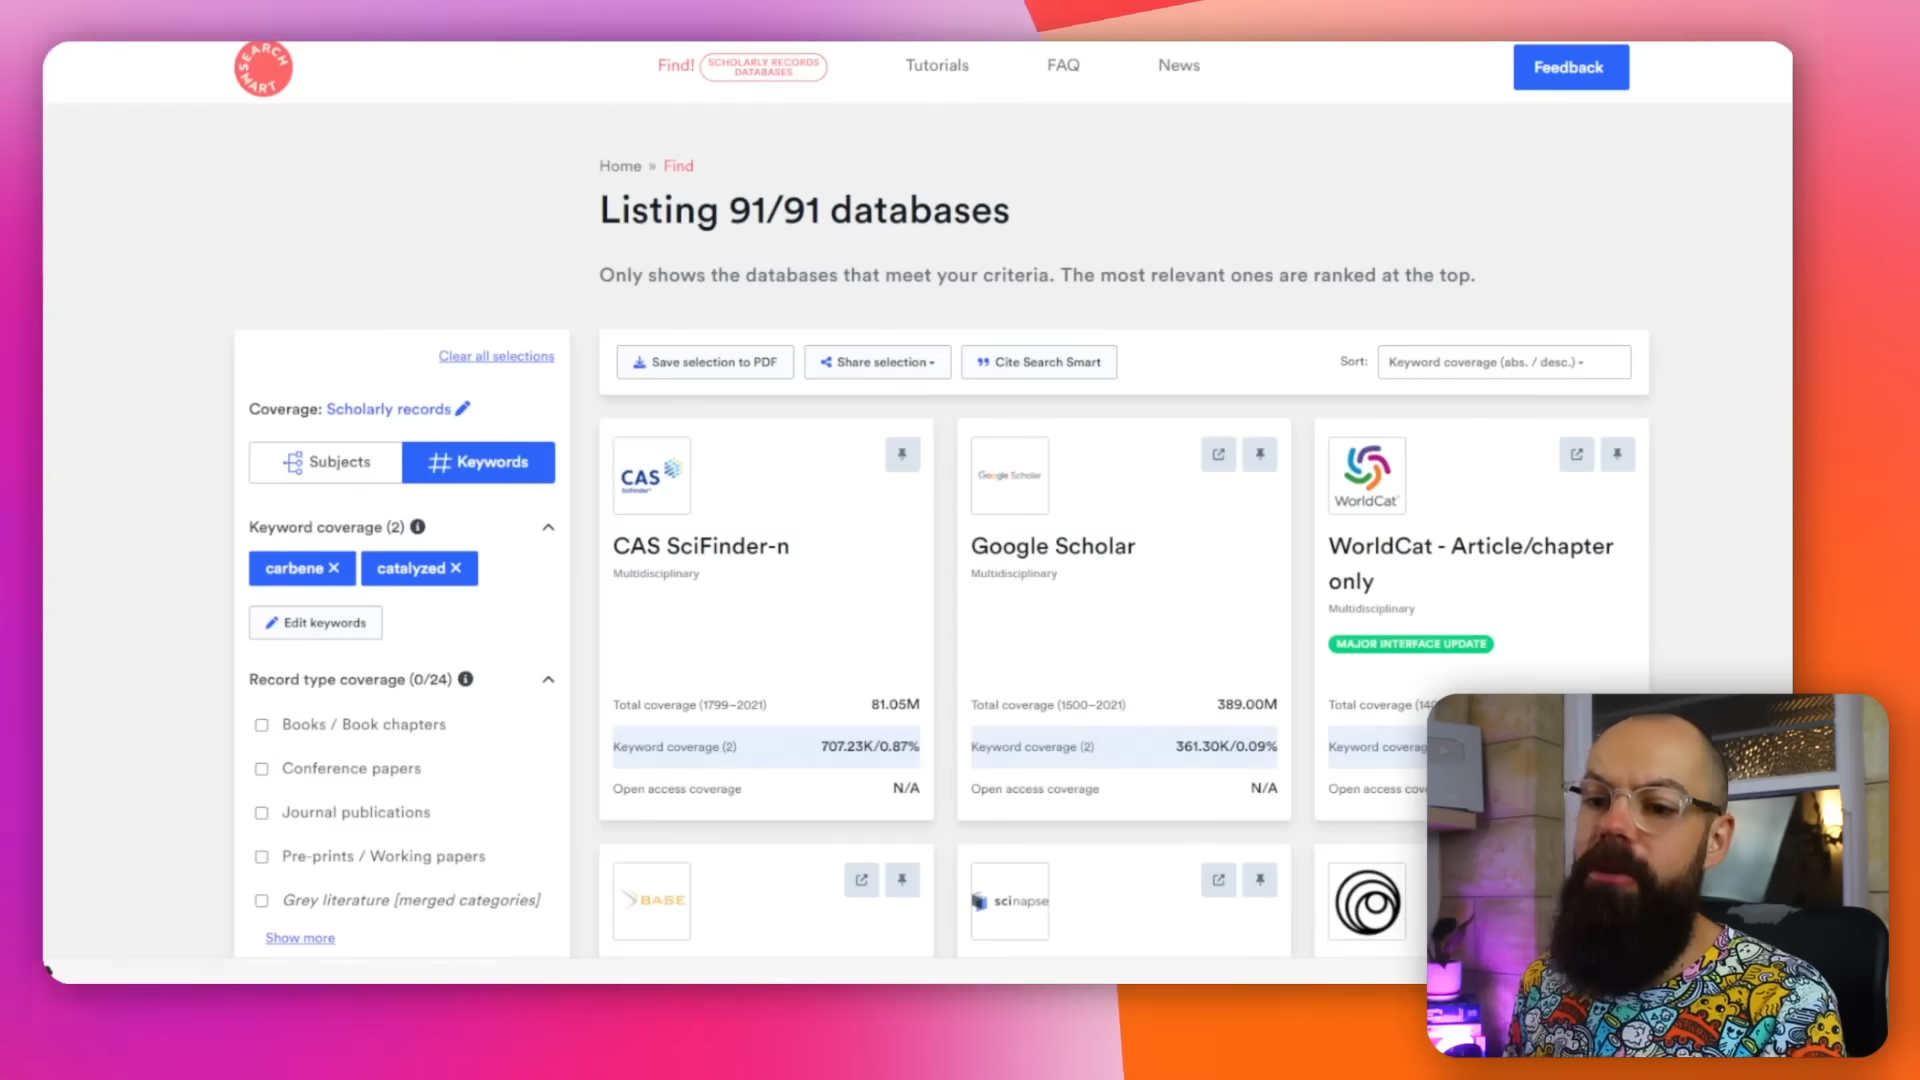 SEARCH SMART
Find!
SCHOLARLY RECORDS
DATABASES
Tutorials
FAQ
News
Feedback
Home » Find
Listing 91/91 databases
Only shows the databases that meet your criteria. The most relevant ones are ranked at the top.
Clear all selections
Coverage: Scholarly records
Subjects
Keywords
Keyword coverage (2)
carbene ×
catalyzed ×
Edit keywords
Record type coverage (0/24)
Books / Book chapters
Conference papers
Journal publications
Pre-prints / Working papers
Grey literature [merged categories]
Show more
Save selection to PDF
Share selection
Cite Search Smart
Sort:
Keyword coverage (abs. / desc.)
CAS
SciFinder
CAS SciFinder-n
Multidisciplinary
Total coverage (1799–2021) 81.05M
Keyword coverage (2) 707.23K/0.87%
Open access coverage N/A
Google Scholar
Google Scholar
Multidisciplinary
Total coverage (1500–2021) 389.00M
Keyword coverage (2) 361.30K/0.09%
Open access coverage N/A
WorldCat
WorldCat - Article/chapter
only
Multidisciplinary
MAJOR INTERFACE UPDATE
Total coverage
Keyword
Open access
BASE
scinapse